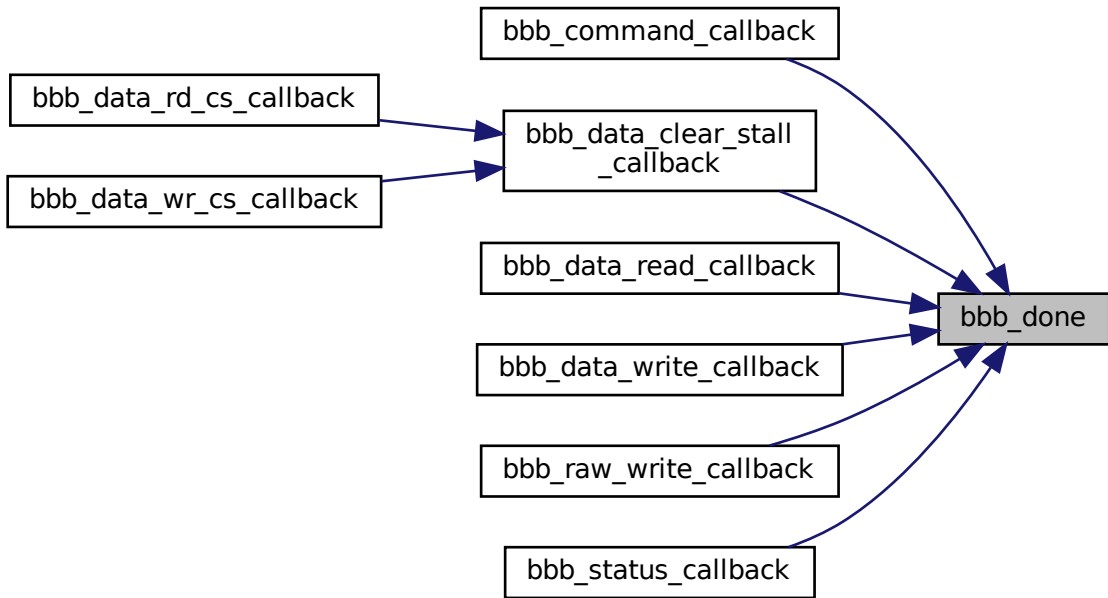 bbb_command_callback
bbb_data_rd_cs_callback
bbb_data_clear_stall
_callback
bbb_data_wr_cs_callback
bbb_data_read_callback
bbb_done
bbb_data_write_callback
bbb_raw_write_callback
bbb_status_callback